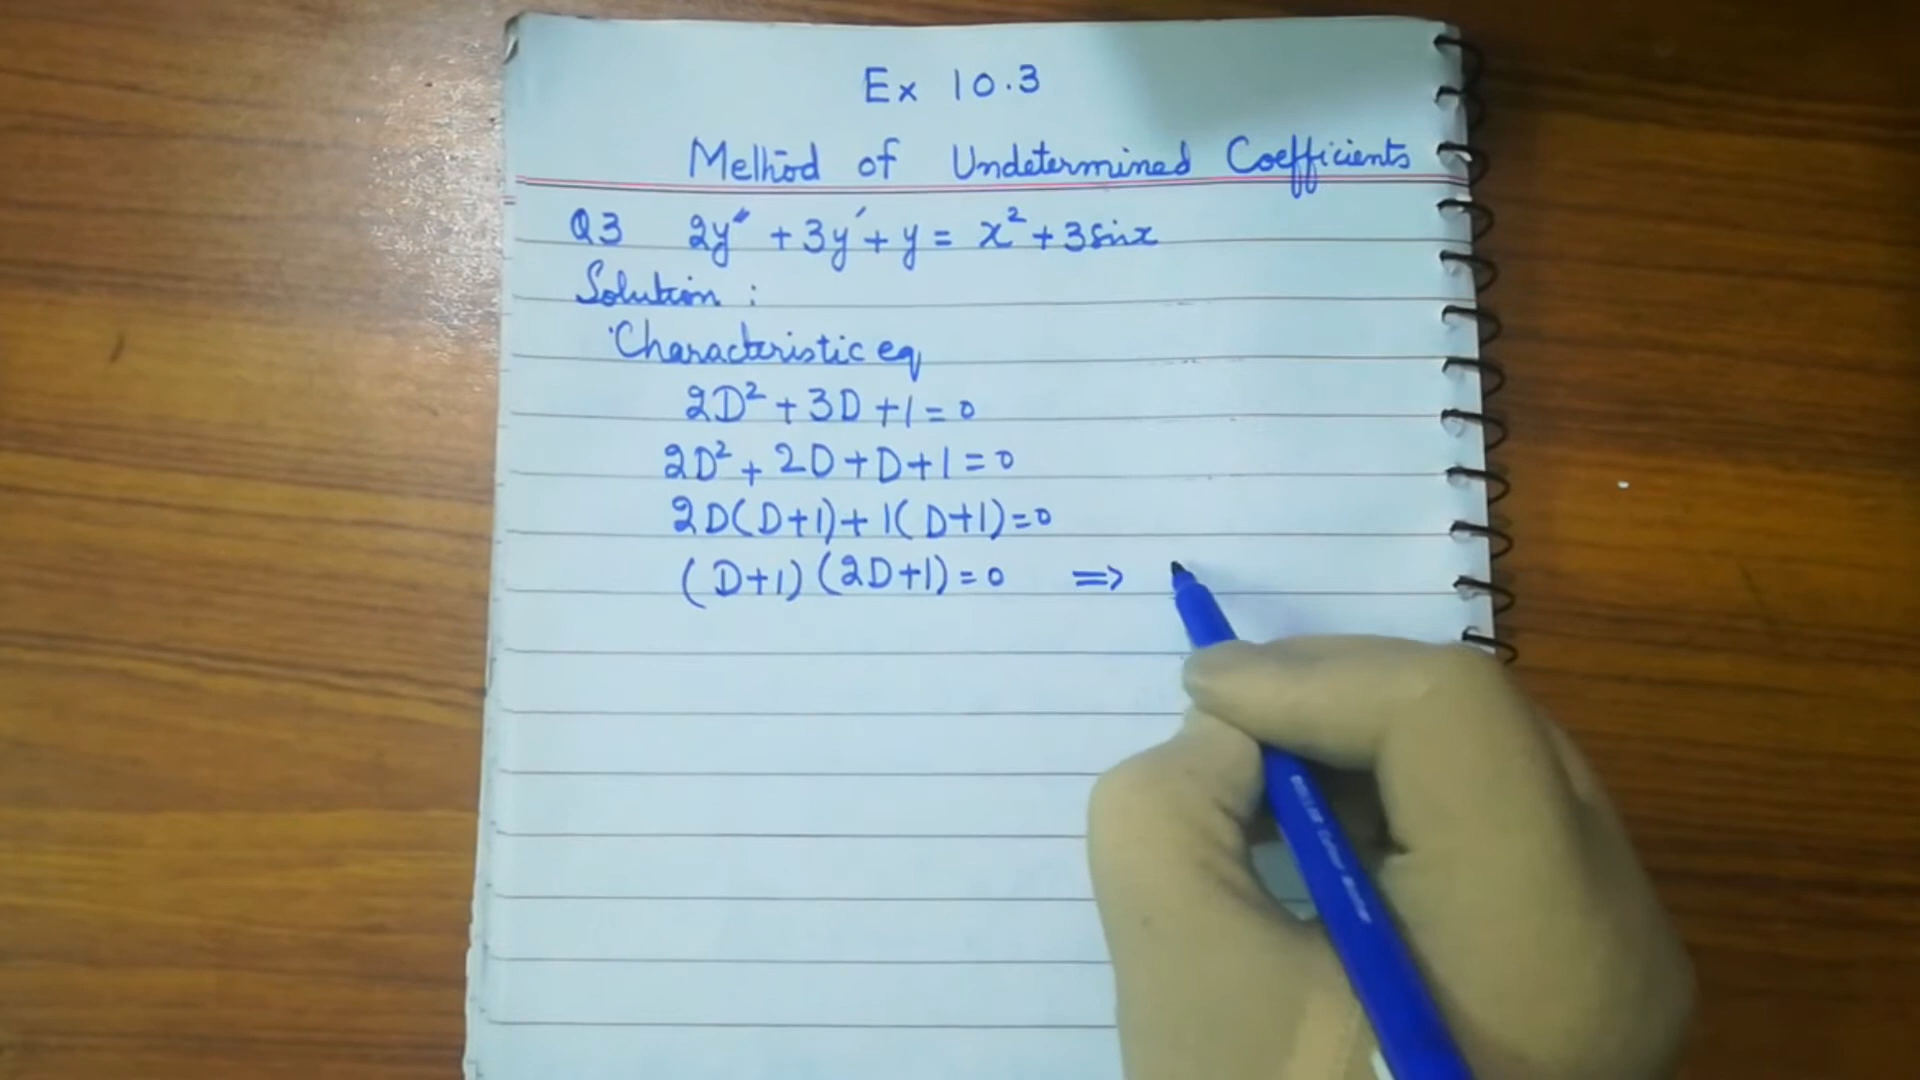 Ex 10.3
Method of Undetermined Coefficients
Q3 2y″ + 3y′ + y = x² + 3sinx
Solution :
Characteristic eq
2D² + 3D + 1 = 0
2D² + 2D + D + 1 = 0
2D(D+1) + 1(D+1) = 0
(D+1) (2D+1) = 0 ⇒